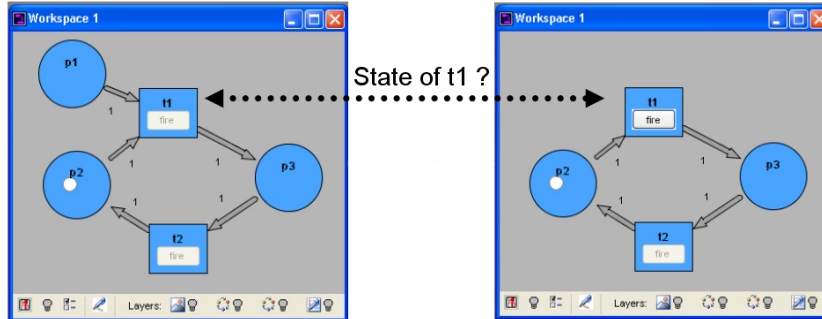 Workspace 1
p1
1
t1
fire
p2
1
1
p3
1
1
t2
fire
Layers:
State of t1 ?
Workspace 1
t1
fire
p2
1
1
p3
1
1
t2
fire
Layers: